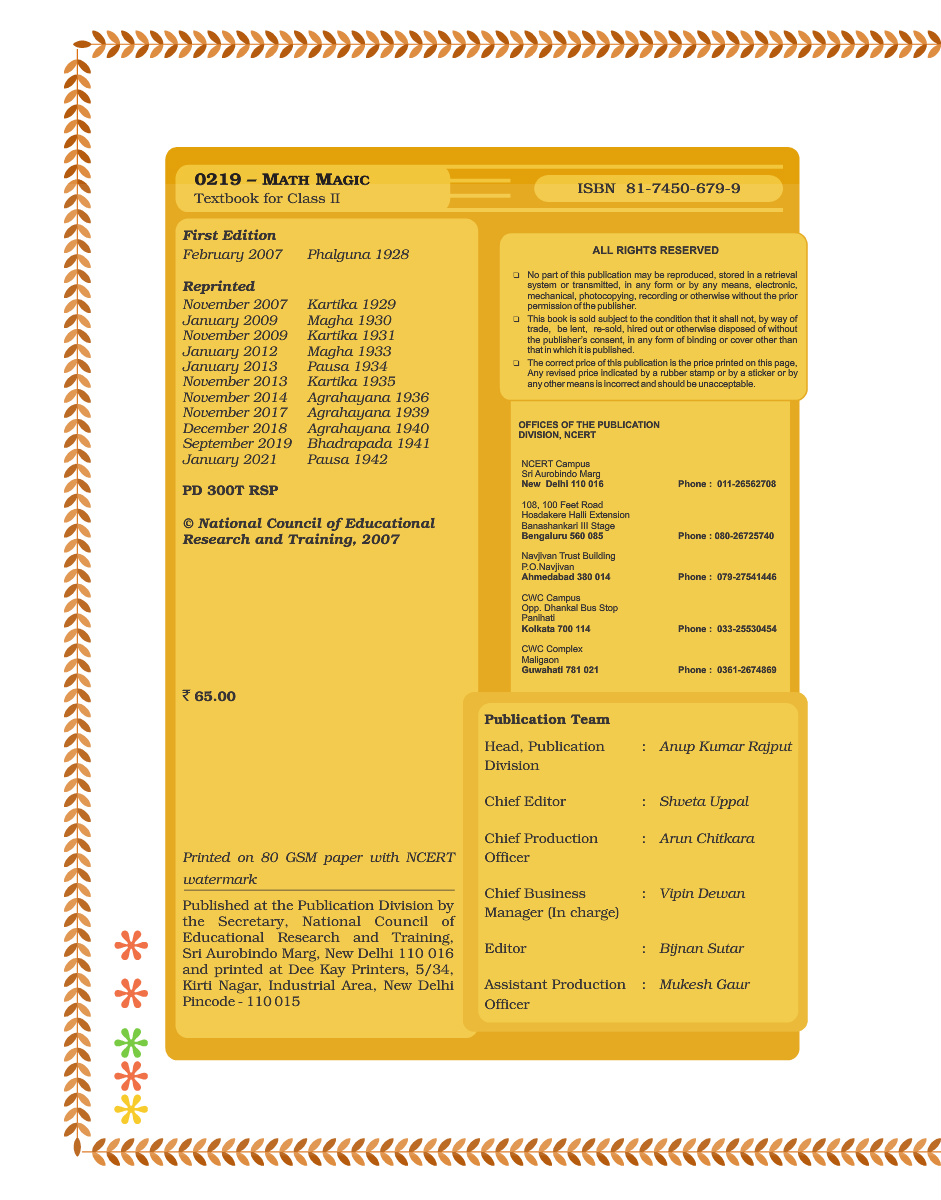 0219 – MATH MAGIC
Textbook for Class II
ISBN 81-7450-679-9
First Edition
February 2007 Phalguna 1928
Reprinted
November 2007 Kartika 1929
January 2009 Magha 1930
November 2009 Kartika 1931
January 2012 Magha 1933
January 2013 Pausa 1934
November 2013 Kartika 1935
November 2014 Agrahayana 1936
November 2017 Agrahayana 1939
December 2018 Agrahayana 1940
September 2019 Bhadrapada 1941
January 2021 Pausa 1942
PD 300T RSP
© National Council of Educational
Research and Training, 2007
₹ 65.00
Printed on 80 GSM paper with NCERT
watermark
Published at the Publication Division by
the Secretary, National Council of
Educational Research and Training,
Sri Aurobindo Marg, New Delhi 110 016
and printed at Dee Kay Printers, 5/34,
Kirti Nagar, Industrial Area, New Delhi
Pincode - 110 015
ALL RIGHTS RESERVED
❑ No part of this publication may be reproduced, stored in a retrieval
system or transmitted, in any form or by any means, electronic,
mechanical, photocopying, recording or otherwise without the prior
permission of the publisher.
❑ This book is sold subject to the condition that it shall not, by way of
trade, be lent, re-sold, hired out or otherwise disposed of without
the publisher's consent, in any form of binding or cover other than
that in which it is published.
❑ The correct price of this publication is the price printed on this page,
Any revised price indicated by a rubber stamp or by a sticker or by
any other means is incorrect and should be unacceptable.
OFFICES OF THE PUBLICATION
DIVISION, NCERT
NCERT Campus
Sri Aurobindo Marg
New Delhi 110 016 Phone : 011-26562708
108, 100 Feet Road
Hosdakere Halli Extension
Banashankari III Stage
Bengaluru 560 085 Phone : 080-26725740
Navjivan Trust Building
P.O.Navjivan
Ahmedabad 380 014 Phone : 079-27541446
CWC Campus
Opp. Dhankal Bus Stop
Panihati
Kolkata 700 114 Phone : 033-25530454
CWC Complex
Maligaon
Guwahati 781 021 Phone : 0361-2674869
Publication Team
Head, Publication : Anup Kumar Rajput
Division
Chief Editor : Shveta Uppal
Chief Production : Arun Chitkara
Officer
Chief Business : Vipin Dewan
Manager (In charge)
Editor : Bijnan Sutar
Assistant Production : Mukesh Gaur
Officer